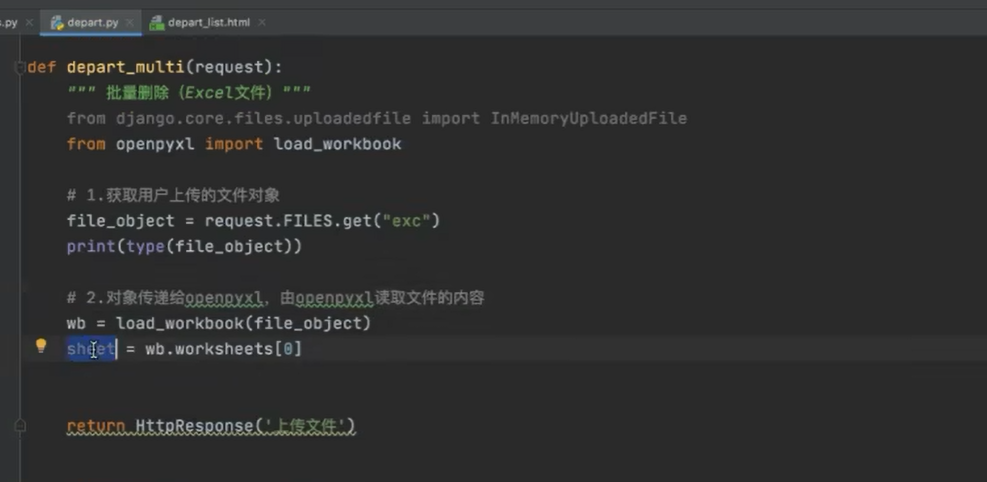 s.py depart.py depart_list.html
def depart_multi(request):
""" 批量删除（Excel文件）"""
from django.core.files.uploadedfile import InMemoryUploadedFile
from openpyxl import load_workbook
# 1.获取用户上传的文件对象
file_object = request.FILES.get("exc")
print(type(file_object))
# 2.对象传递给openpyxl，由openpyxl读取文件的内容
wb = load_workbook(file_object)
sheet = wb.worksheets[0]
return HttpResponse('上传文件')